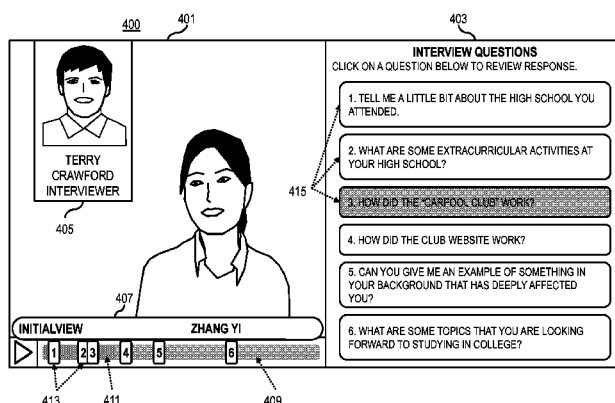 400
401
403
TERRY
CRAWFORD
INTERVIEWER
405
407
INITIALVIEW ZHANG YI
1 2 3 4 5 6
413 411 409
INTERVIEW QUESTIONS
CLICK ON A QUESTION BELOW TO REVIEW RESPONSE.
1. TELL ME A LITTLE BIT ABOUT THE HIGH SCHOOL YOU
ATTENDED.
2. WHAT ARE SOME EXTRACURRICULAR ACTIVITIES AT
YOUR HIGH SCHOOL?
415
3. HOW DID THE "CARPOOL CLUB" WORK?
4. HOW DID THE CLUB WEBSITE WORK?
5. CAN YOU GIVE ME AN EXAMPLE OF SOMETHING IN
YOUR BACKGROUND THAT HAS DEEPLY AFFECTED
YOU?
6. WHAT ARE SOME TOPICS THAT YOU ARE LOOKING
FORWARD TO STUDYING IN COLLEGE?